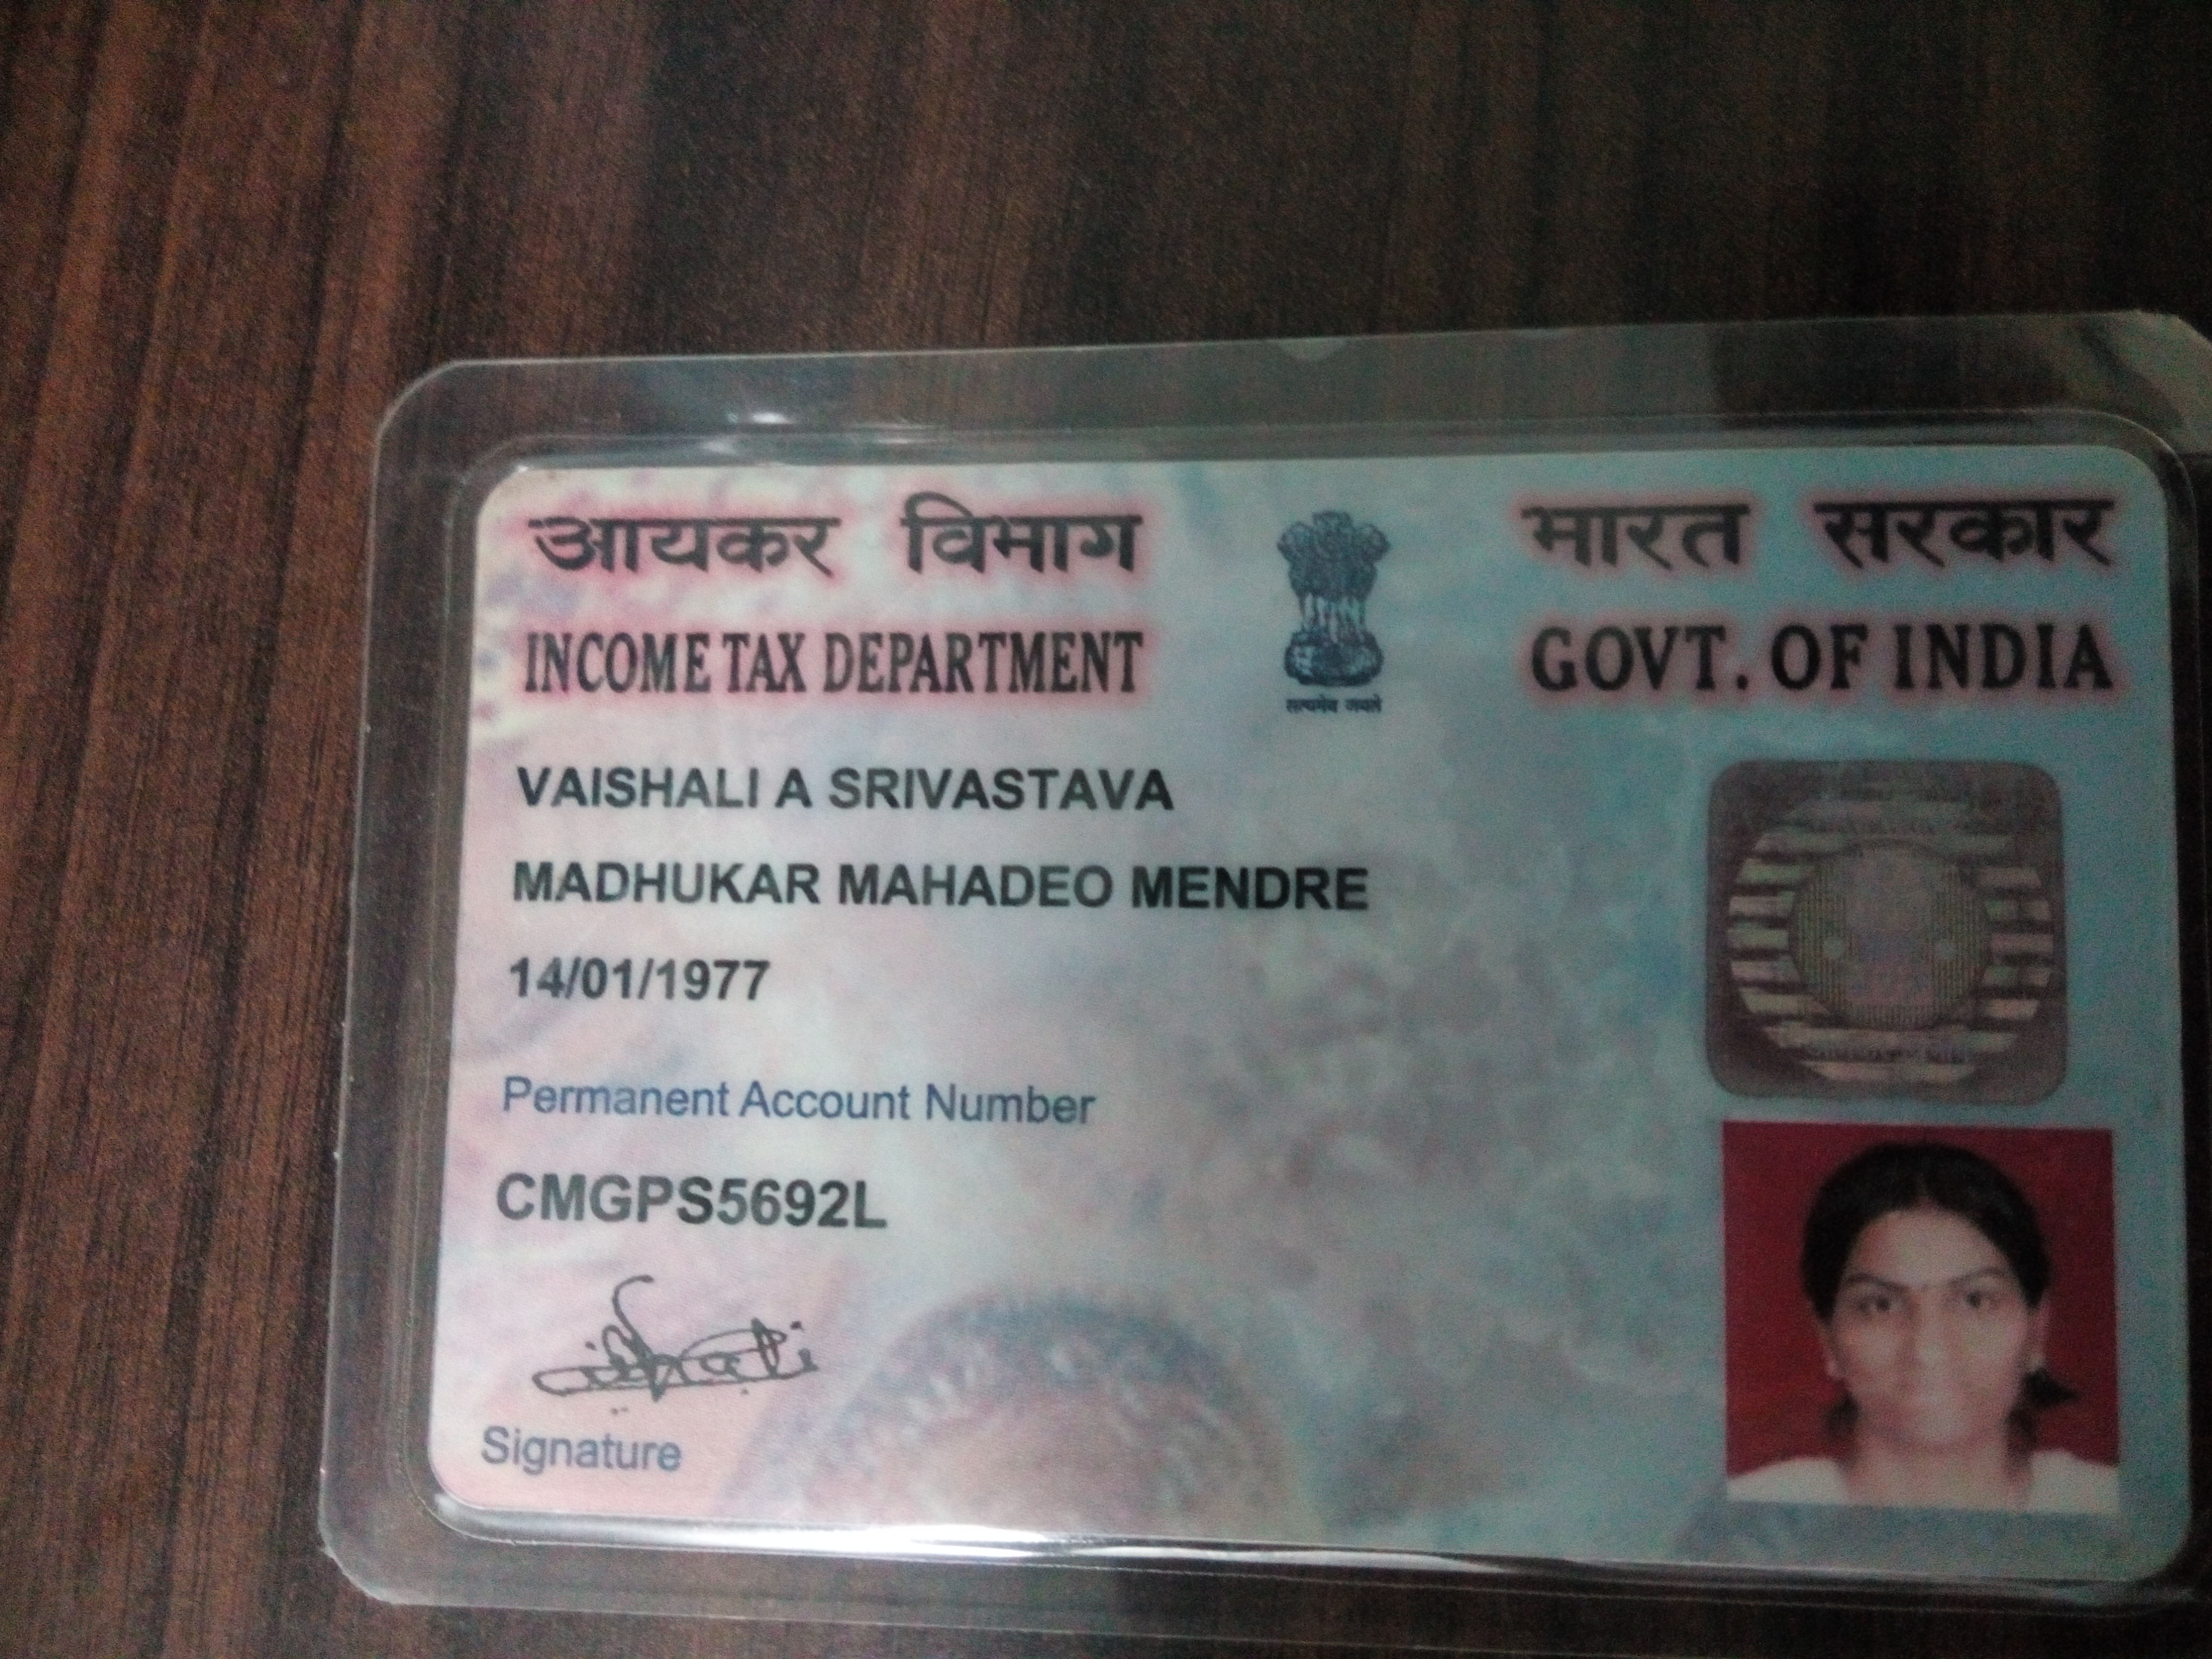 आयकर विभाग
INCOME TAX DEPARTMENT
सत्यमेव जयते
भारत सरकार
GOVT. OF INDIA
VAISHALI A SRIVASTAVA
MADHUKAR MAHADEO MENDRE
14/01/1977
Permanent Account Number
CMGPS5692L
Signature